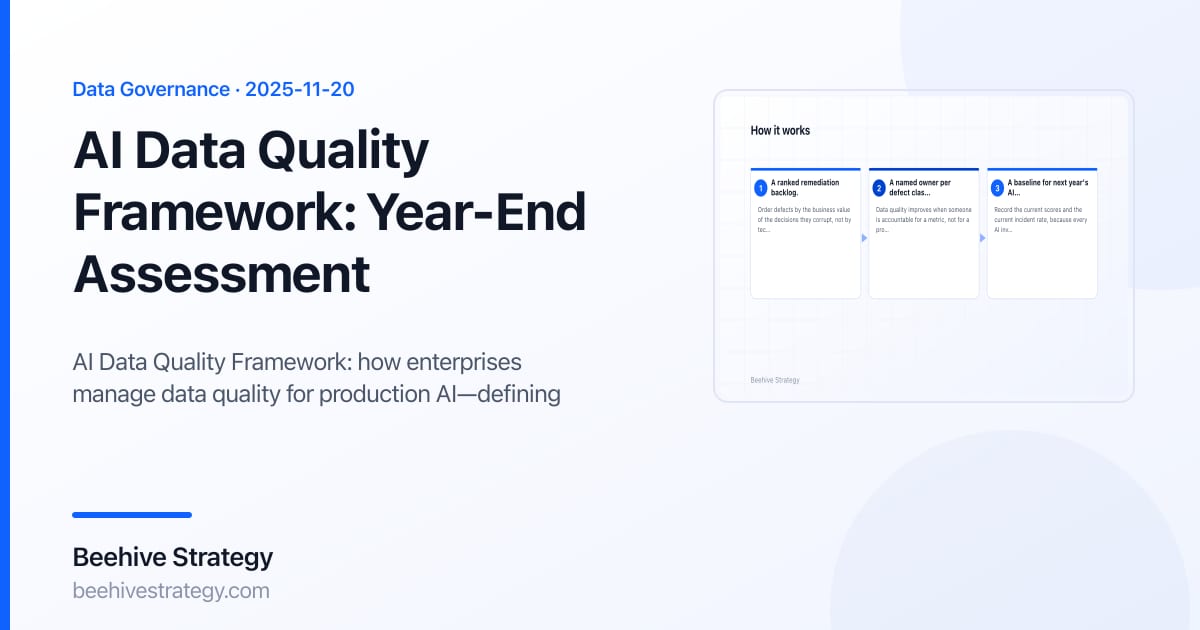 Data Governance · 2025-11-20
AI Data Quality
Framework: Year-End
Assessment
AI Data Quality Framework: how enterprises
manage data quality for production AI—defining
Beehive Strategy
beehivestrategy.com
How it works
1
A ranked remediation
backlog.
Order defects by the business value
of the decisions they corrupt, not by
tec...
2
A named owner per
defect clas...
Data quality improves when someone
is accountable for a metric, not for a
pro...
3
A baseline for next year's
AI...
Record the current scores and the
current incident rate, because every
AI inv...
Beehive Strategy